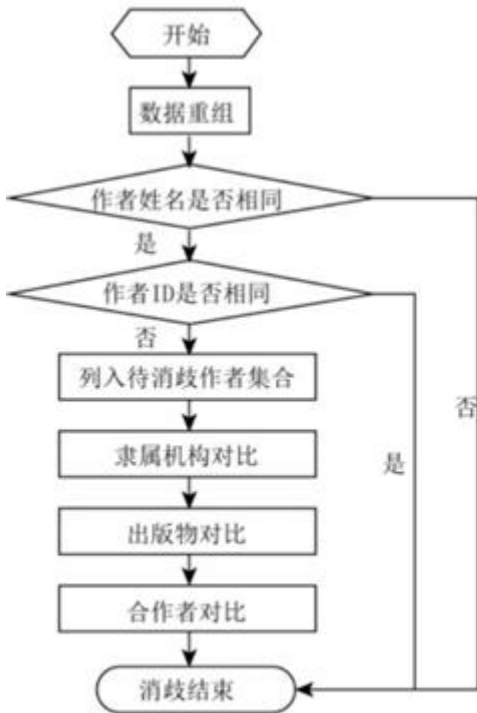 开始
数据重组
作者姓名是否相同
是
作者ID是否相同
否
列入待消歧作者集合
隶属机构对比
否
是
出版物对比
合作者对比
消歧结束